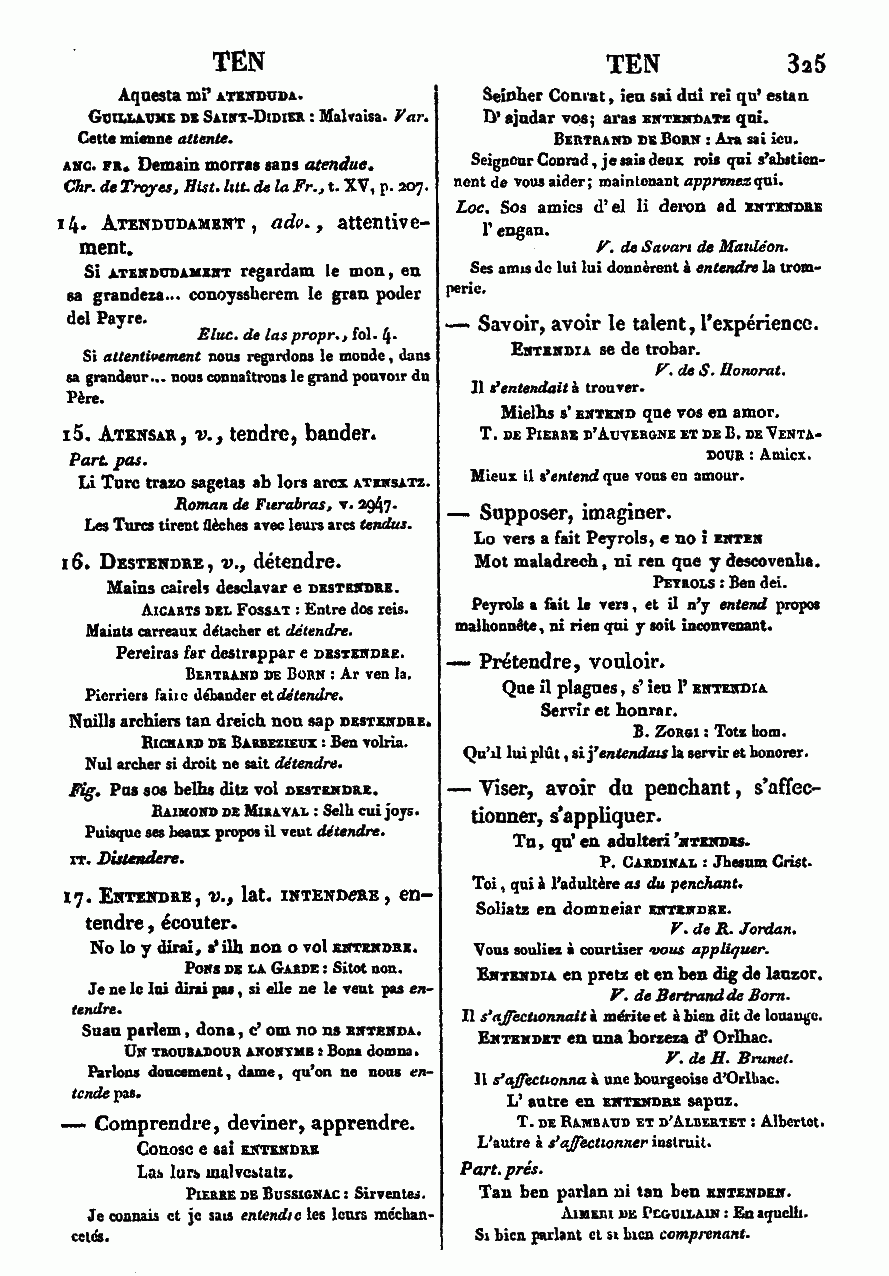 TEN
Aquesta mi' ATENDUDA.
GUILLAUME DE SAINT-DIDIER : Malvaisa. Var.
Cette mienne attente.
ANC. FR. Demain morras sans atendue.
Chr. de Troyes, Hist. litt. de la Fr., t. XV, p. 207.
14. ATENDUDAMENT, adv., attentive-
ment.
Si ATENDUDAMENT regardam le mon, en
sa grandeza... conoyssherem le gran poder
del Payre.
Eluc. de las propr., fol. 4.
Si attentivement nous regardons le monde, dans
sa grandeur... nous connaîtrons le grand pouvoir du
Père.
15. ATENSAR, v., tendre, bander.
Part. pas.
Li Turc trazo sagetas ab lors arcx ATENSATZ.
Roman de Fierabras, v. 2947.
Les Turcs tirent flèches avec leurs arcs tendus.
16. DESTENDRE, v., détendre.
Mains cairels desclavar e DESTENDRE.
AICARTS DEL FOSSAT : Entre dos reis.
Maints carreaux détacher et détendre.
Pereiras far destrappar e DESTENDRE.
BERTRAND DE BORN : Ar ven la.
Pierriers faire débander et détendre.
Nuills archiers tan dreich non sap DESTENDRE.
RICHARD DE BARBEZIEUX : Ben volria.
Nul archer si droit ne sait détendre.
Fig. Pus sos belhs ditz vol DESTENDRE.
RAIMOND DE MIRAVAL : Selh cui joys.
Puisque ses beaux propos il veut détendre.
IT. Distendere.
17. ENTENDRE, v., lat. INTENDeRE, en-
tendre, écouter.
No lo y dirai, s'ilh non o vol ENTENDRE.
PONS DE LA GARDE : Sitot non.
Je ne le lui dirai pas, si elle ne le veut pas en-
tendre.
Suau parlem, dona, c' om no ns ENTENDA.
UN TROUBADOUR ANONYME : Bona domna.
Parlons doucement, dame, qu'on ne nous en-
tende pas.
— Comprendre, deviner, apprendre.
Conosc e sai ENTENDRE
Las lurs malvestatz.
PIERRE DE BUSSIGNAC : Sirventes.
Je connais et je sais entendre les leurs méchan-
cetés.
TEN 325
Seinher Conrat, ieu sai dui rei qu' estan
D' ajudar vos; aras ENTENDATZ qui.
BERTRAND DE BORN : Ara sai ieu.
Seigneur Conrad, je sais deux rois qui s'abstien-
nent de vous aider; maintenant apprenez qui.
Loc. Sos amics d'el li deron ad ENTENDRE
l' engan.
V. de Savari de Mauléon.
Ses amis de lui lui donnèrent à entendre la trom-
perie.
— Savoir, avoir le talent, l'expérience.
ENTENDIA se de trobar.
V. de S. Honorat.
Il s'entendait à trouver.
Mielhs s' ENTEND que vos en amor.
T. DE PIERRE D'AUVERGNE ET DE B. DE VENTA-
DOUR : Amicx.
Mieux il s'entend que vous en amour.
— Supposer, imaginer.
Lo vers a fait Peyrols, e no i ENTEN
Mot maladrech, ni ren que y descovenha.
PEYROLS : Ben dei.
Peyrols a fait le vers, et il n'y entend propos
malhonnête, ni rien qui y soit inconvenant.
— Prétendre, vouloir.
Que il plagues, s' ieu l' ENTENDIA
Servir et honrar.
B. ZORGI : Totz hom.
Qu'il lui plût, si j'entendais la servir et honorer.
— Viser, avoir du penchant, s'affec-
tionner, s'appliquer.
Tu, qu' en adulteri 'NTENDES.
P. CARDINAL : Jhesum Crist.
Toi, qui à l'adultère as du penchant.
Soliatz en domneiar ENTENDRE.
V. de R. Jordan.
Vous souliez à courtiser vous appliquer.
ENTENDIA en pretz et en ben dig de lauzor.
V. de Bertrand de Born.
Il s'affectionnait à mérite et à bien dit de louange.
ENTENDET en una borzeza d' Orlhac.
V. de H. Brunet.
Il s'affectionna à une bourgeoise d'Orlhac.
L' autre en ENTENDRE sapuz.
T. DE RAMBAUD ET D'ALBERTET : Albertet.
L'autre à s'affectionner instruit.
Part. prés.
Tan ben parlan ni tan ben ENTENDEN.
AIMERI DE PEGUILAIN : En aquelh.
Si bien parlant et si bien comprenant.